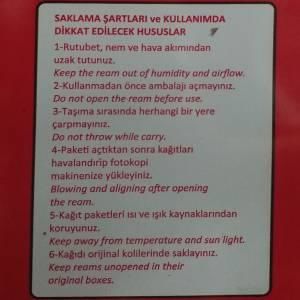 SAKLAMA ŞARTLARI ve KULLANIMDA
DİKKAT EDİLECEK HUSUSLAR
1-Rutubet, nem ve hava akımından
uzak tutunuz.
Keep the ream out of humidity and airflow.
2-Kullanmadan önce ambalajı açmayınız.
Do not open the ream before use.
3-Taşıma sırasında herhangi bir yere
çarpmayınız.
Do not throw while carry.
4-Paketi açtıktan sonra kağıtları
havalandırıp fotokopi
makinenize yükleyiniz.
Blowing and aligning after opening
the ream.
5-Kağıt paketleri ısı ve ışık kaynaklarından
koruyunuz.
Keep away from temperature and sun light.
6-Kağıdı orijinal kolilerinde saklayınız.
Keep reams unopened in their
original boxes.